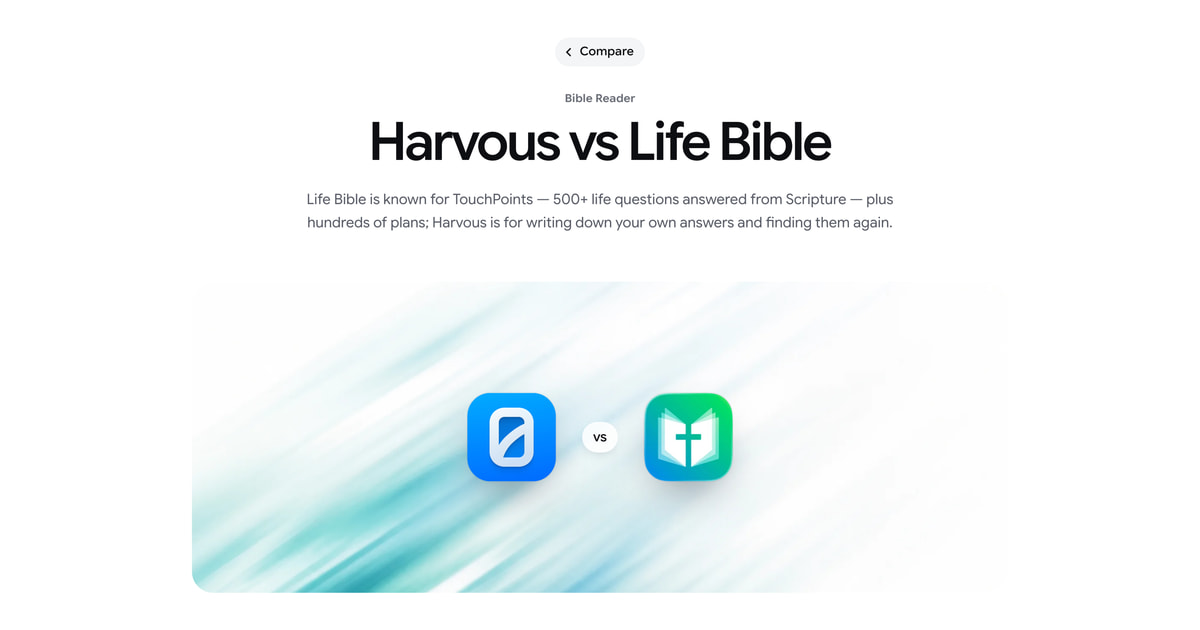 Compare
Bible Reader
Harvous vs Life Bible
Life Bible is known for TouchPoints — 500+ life questions answered from Scripture — plus
hundreds of plans; Harvous is for writing down your own answers and finding them again.
vs